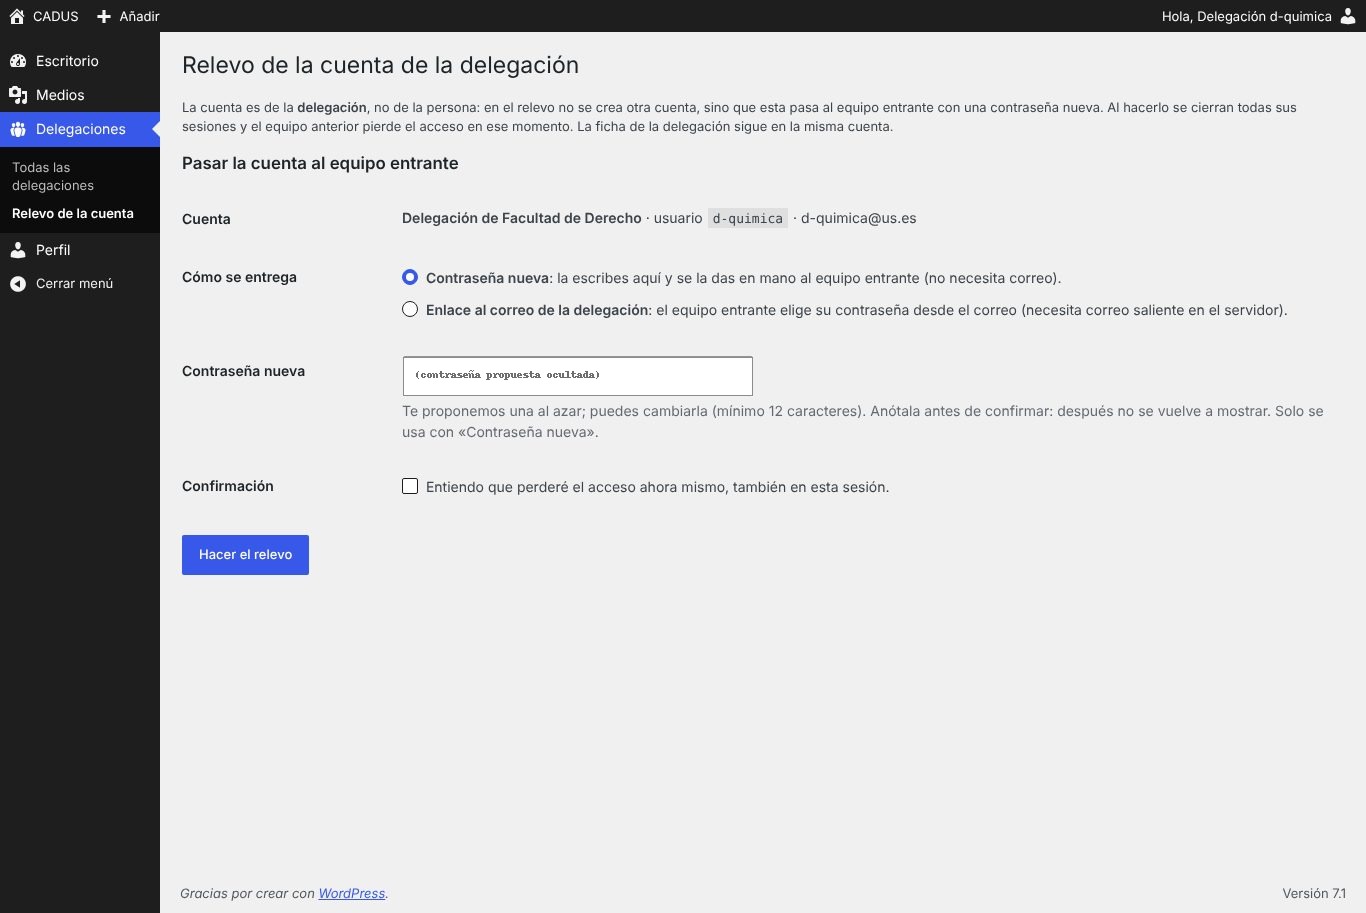 CADUS
Añadir
Hola, Delegación d-quimica
Escritorio
Medios
Delegaciones
Todas las
delegaciones
Relevo de la cuenta
Perfil
Cerrar menú
Relevo de la cuenta de la delegación
La cuenta es de la delegación, no de la persona: en el relevo no se crea otra cuenta, sino que esta pasa al equipo entrante con una contraseña nueva. Al hacerlo se cierran todas sus
sesiones y el equipo anterior pierde el acceso en ese momento. La ficha de la delegación sigue en la misma cuenta.
Pasar la cuenta al equipo entrante
Cuenta
Delegación de Facultad de Derecho · usuario d-quimica · d-quimica@us.es
Cómo se entrega
Contraseña nueva: la escribes aquí y se la das en mano al equipo entrante (no necesita correo).
Enlace al correo de la delegación: el equipo entrante elige su contraseña desde el correo (necesita correo saliente en el servidor).
Contraseña nueva
(contraseña propuesta ocultada)
Te proponemos una al azar; puedes cambiarla (mínimo 12 caracteres). Anótala antes de confirmar: después no se vuelve a mostrar. Solo se
usa con «Contraseña nueva».
Confirmación
Entiendo que perderé el acceso ahora mismo, también en esta sesión.
Hacer el relevo
Gracias por crear con WordPress.
Versión 7.1